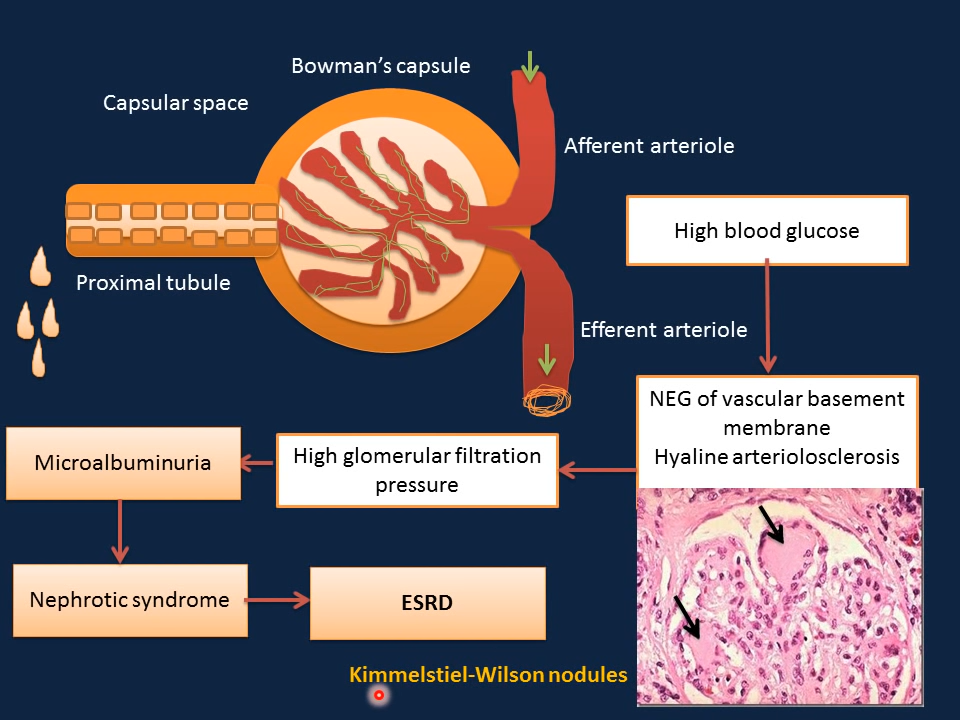 Bowman's capsule
Capsular space
Afferent arteriole
High blood glucose
Proximal tubule
Efferent arteriole
NEG of vascular basement
membrane
Hyaline arteriolosclerosis
High glomerular filtration
pressure
Microalbuminuria
Nephrotic syndrome
ESRD
Kimmelstiel-Wilson nodules